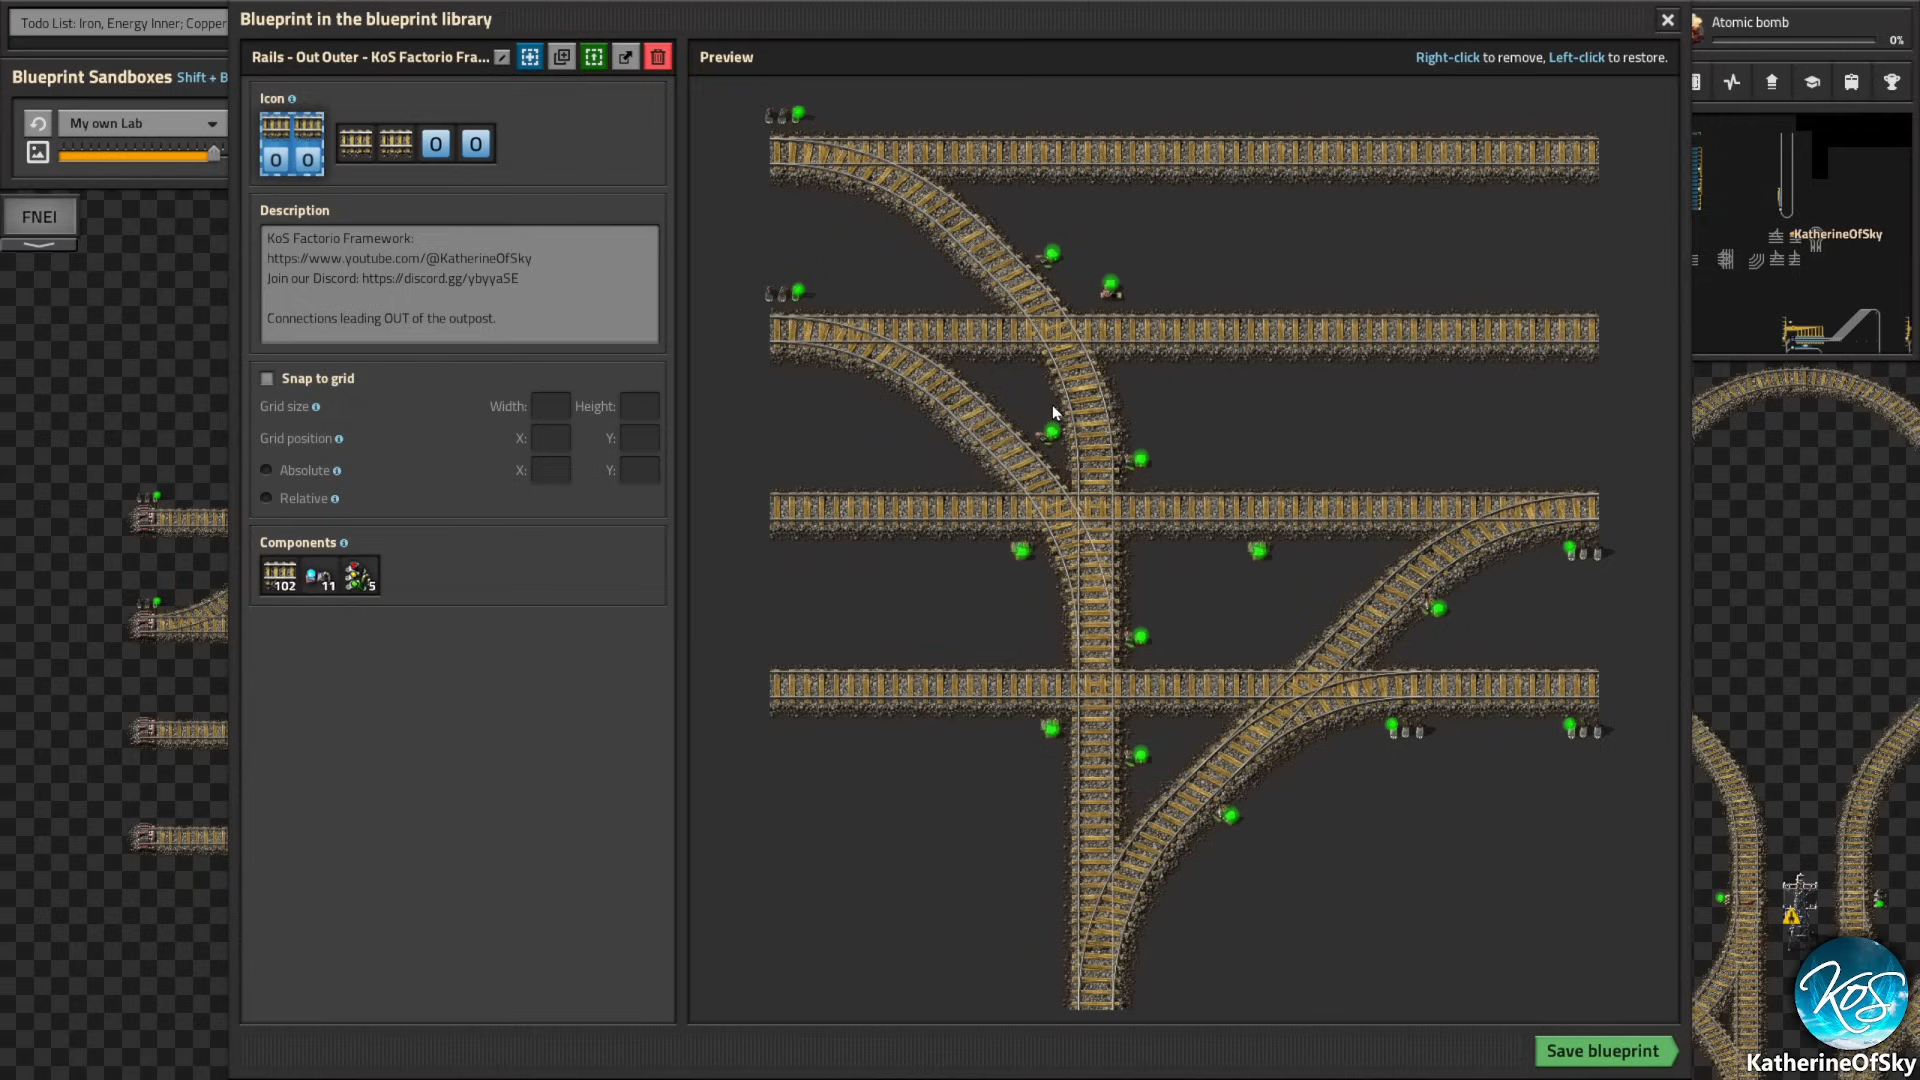 Todo List: Iron, Energy Inner; Copper
Blueprint in the blueprint library
Atomic bomb
0%
Rails - Out Outer - KoS Factorio Fra...
Preview
Right-click to remove, Left-click to restore.
Blueprint Sandboxes Shift + B
Icon
My own Lab
0 0
0 0
FNEI
Description
KoS Factorio Framework:
https://www.youtube.com/@KatherineOfSky
Join our Discord: https://discord.gg/ybyyaSE
Connections leading OUT of the outpost.
KatherineOfSky
Snap to grid
Grid size Width: Height:
Grid position X: Y:
Absolute X: Y:
Relative
Components
102 11 5
Save blueprint
KoS
KatherineOfSky